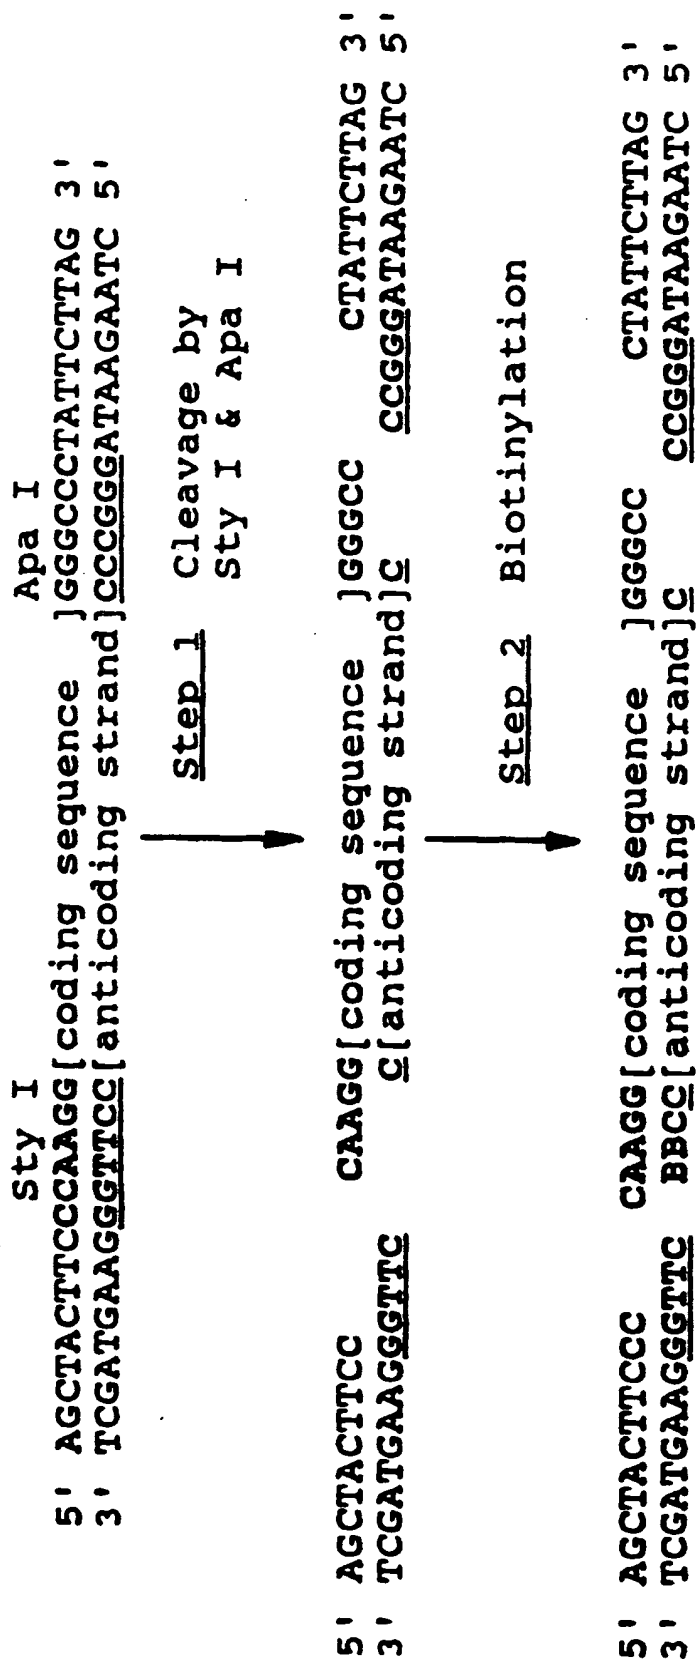 Sty I Apa I
5' AGCTACTTCCCAAGG[coding sequence ]GGGCCCTATTCTTAG 3'
3' TCGATGAAGGGTTCC[anticoding strand]CCCGGGATAAGAATC 5'
Step 1 Cleavage by
Sty I & Apa I
5' AGCTACTTCC CAAGG[coding sequence ]GGGCC CTATTCTTAG 3'
3' TCGATGAAGGGTTC C[anticoding strand]C CCGGGATAAGAATC 5'
Step 2 Biotinylation
5' AGCTACTTCCC CAAGG[coding sequence ]GGGCC CTATTCTTAG 3'
3' TCGATGAAGGGTTC BBCC[anticoding strand]C CCGGGATAAGAATC 5'